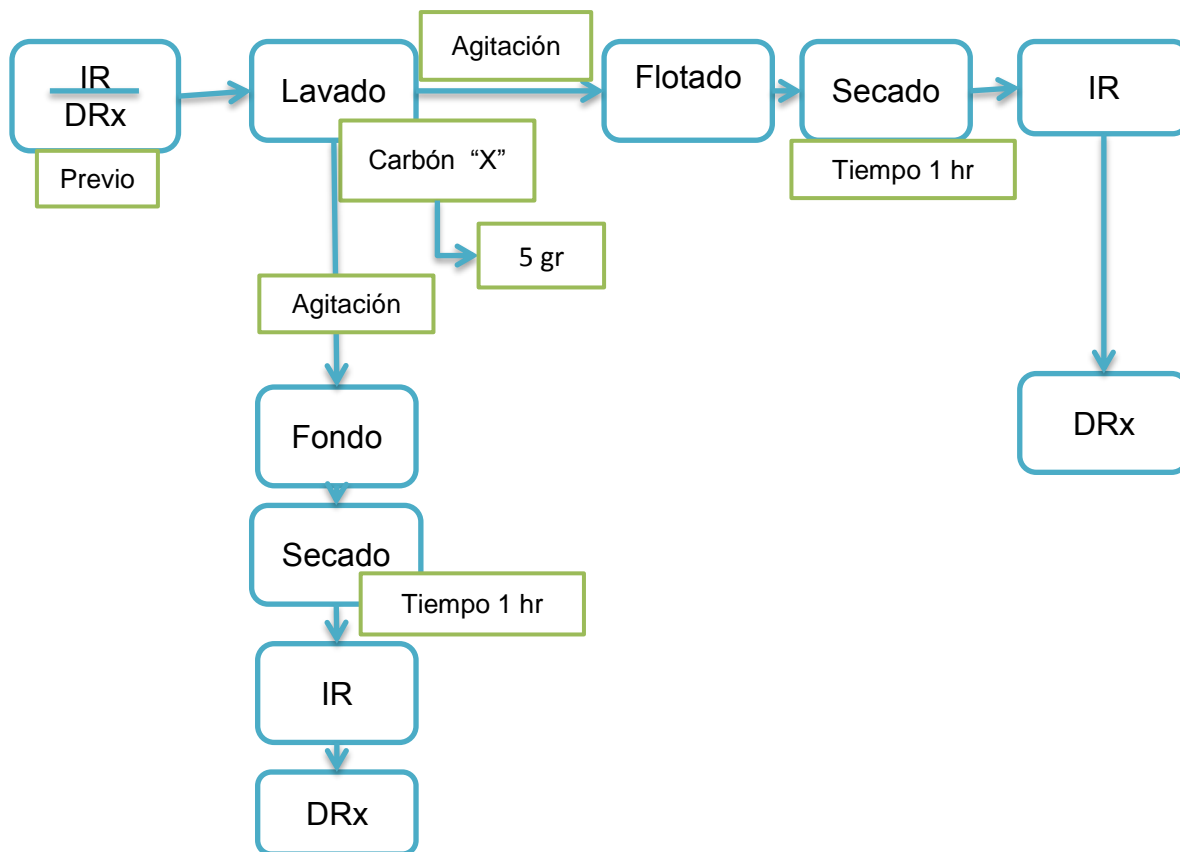 IR
DRx
Previo
Lavado
Agitación
Flotado
Secado
IR
Carbón “X”
Tiempo 1 hr
5 gr
Agitación
DRx
Fondo
Secado
Tiempo 1 hr
IR
DRx